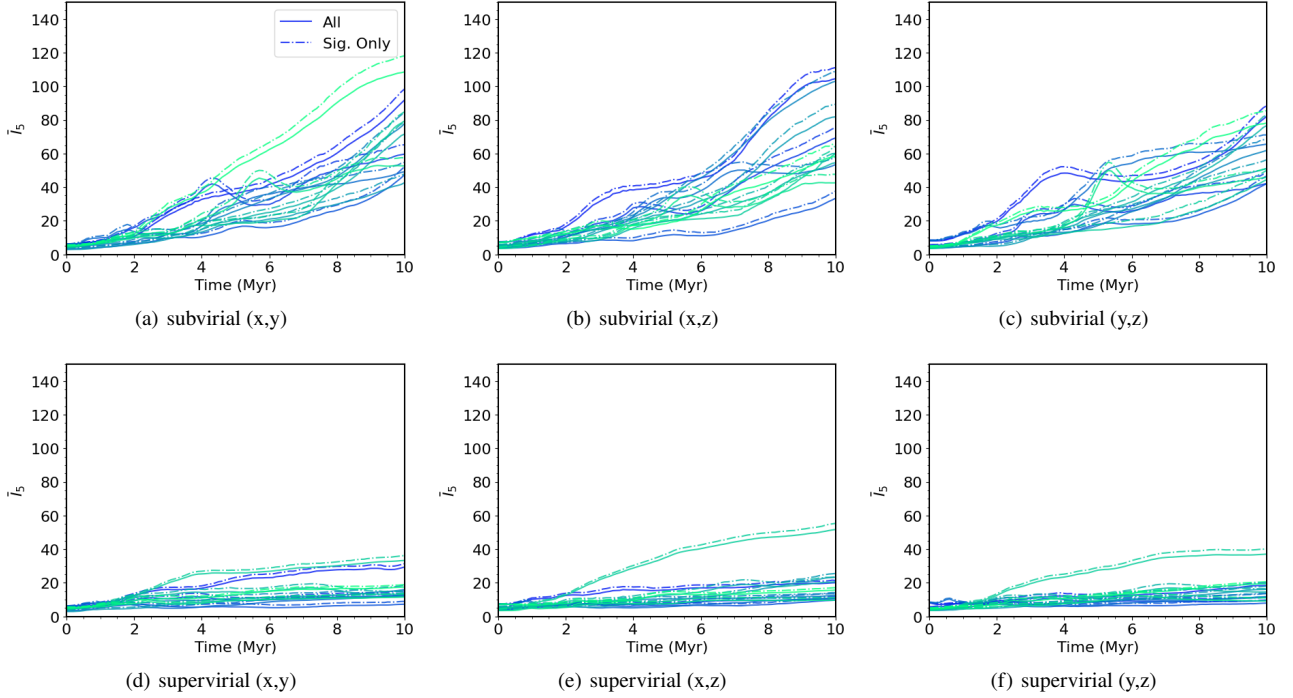 140
120
100
80
60
40
20
0
Ī₅
All
Sig. Only
0 2 4 6 8 10
Time (Myr)
(a) subvirial (x,y)
140
120
100
80
60
40
20
0
Ī₅
0 2 4 6 8 10
Time (Myr)
(b) subvirial (x,z)
140
120
100
80
60
40
20
0
Ī₅
0 2 4 6 8 10
Time (Myr)
(c) subvirial (y,z)
140
120
100
80
60
40
20
0
Ī₅
0 2 4 6 8 10
Time (Myr)
(d) supervirial (x,y)
140
120
100
80
60
40
20
0
Ī₅
0 2 4 6 8 10
Time (Myr)
(e) supervirial (x,z)
140
120
100
80
60
40
20
0
Ī₅
0 2 4 6 8 10
Time (Myr)
(f) supervirial (y,z)